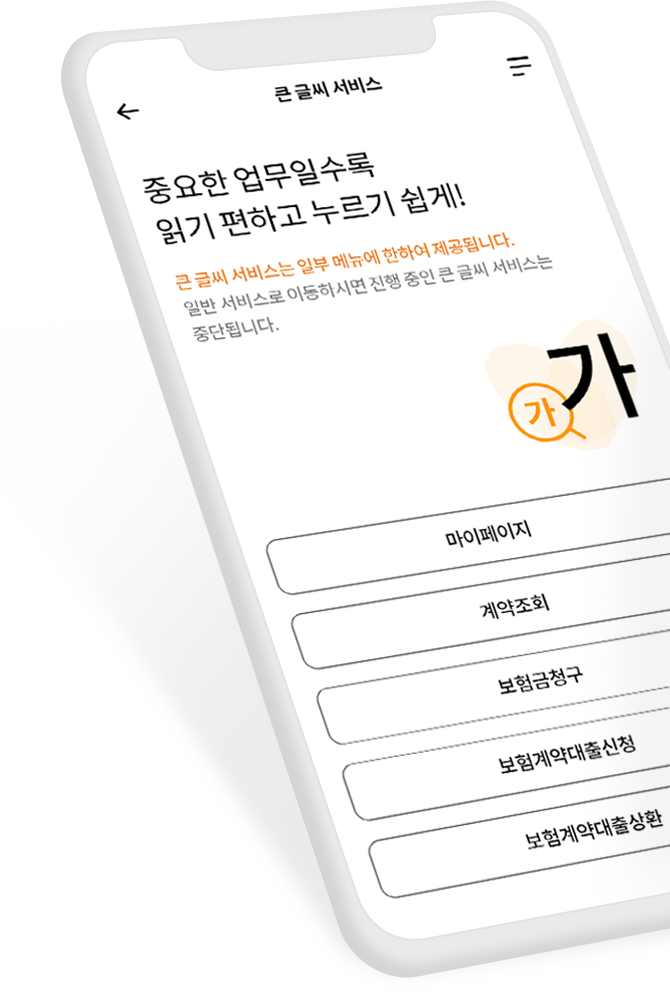 큰 글씨 서비스
중요한 업무일수록
읽기 편하고 누르기 쉽게!
큰 글씨 서비스는 일부 메뉴에 한하여 제공됩니다.
일반 서비스로 이동하시면 진행 중인 큰 글씨 서비스는
중단됩니다.
가
가
마이페이지
계약조회
보험금청구
보험계약대출신청
보험계약대출상환